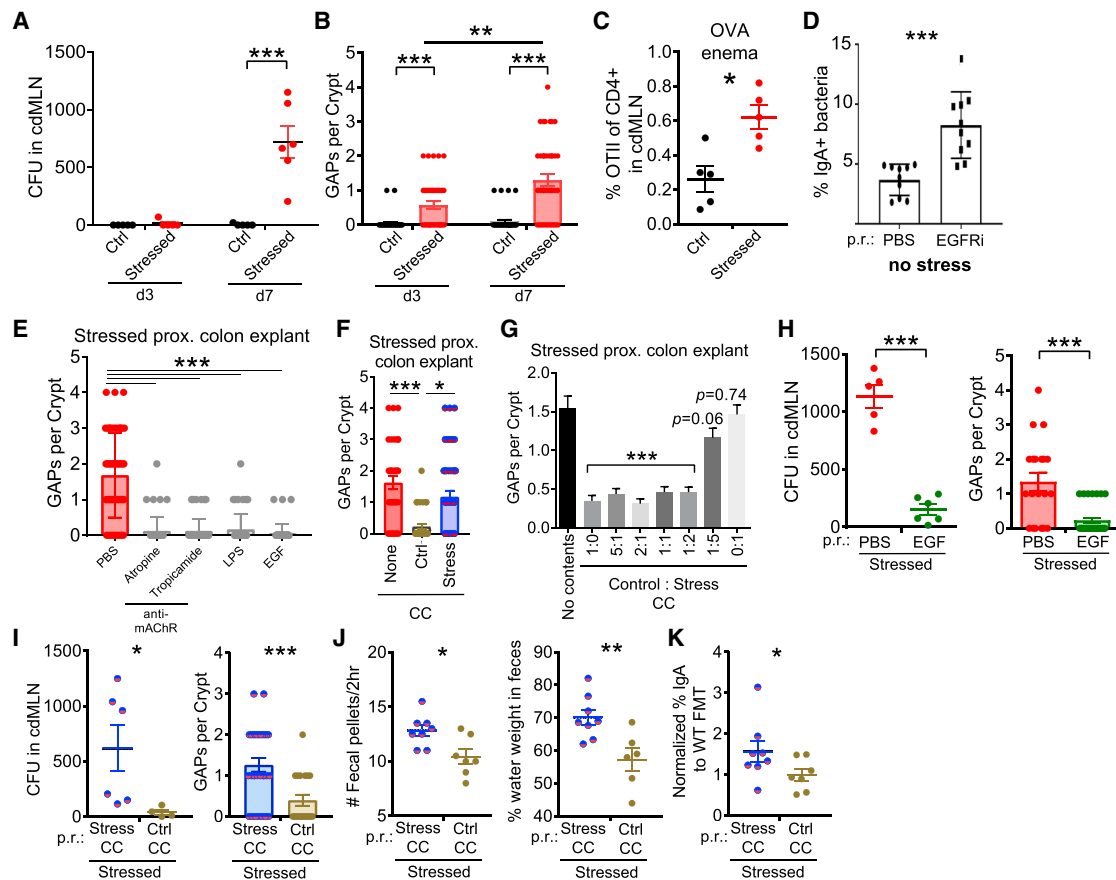 A
CFU in cdMLN
1500
1000
500
0
***
Ctrl
Stressed
Ctrl
Stressed
d3
d7
B
GAPs per Crypt
5
4
3
2
1
0
**
***
***
Ctrl
Stressed
Ctrl
Stressed
d3
d7
C
OVA
enema
% OTII of CD4+
in cdMLN
1.0
0.8
0.6
0.4
0.2
0.0
*
Ctrl
Stressed
D
% IgA+ bacteria
15
10
5
***
p.r.: PBS EGFRi
no stress
E
Stressed prox. colon explant
GAPs per Crypt
5
4
3
2
1
0
***
PBS
Atropine
Tropicamide
LPS
EGF
anti-
mAChR
F
Stressed prox.
colon explant
GAPs per Crypt
5
4
3
2
1
0
*** *
None
Ctrl
Stress
CC
G
Stressed prox. colon explant
GAPs per Crypt
2.0
1.5
1.0
0.5
0.0
***
p=0.06
p=0.74
No contents
1:0
5:1
2:1
1:1
1:2
1:5
0:1
Control : Stress
CC
H
CFU in cdMLN
1500
1000
500
0
***
p.r.: PBS EGF
Stressed
GAPs per Crypt
5
4
3
2
1
0
***
PBS EGF
Stressed
I
CFU in cdMLN
1500
1000
500
0
*
p.r.: Stress Ctrl
CC CC
Stressed
GAPs per Crypt
5
4
3
2
1
0
***
Stress Ctrl
CC CC
Stressed
J
# Fecal pellets/2hr
20
15
10
5
*
p.r.: Stress Ctrl
CC CC
Stressed
% water weight in feces
90
80
70
60
50
40
**
Stress Ctrl
CC CC
Stressed
K
Normalized % IgA
to WT FMT
4
3
2
1
0
*
p.r.: Stress Ctrl
CC CC
Stressed